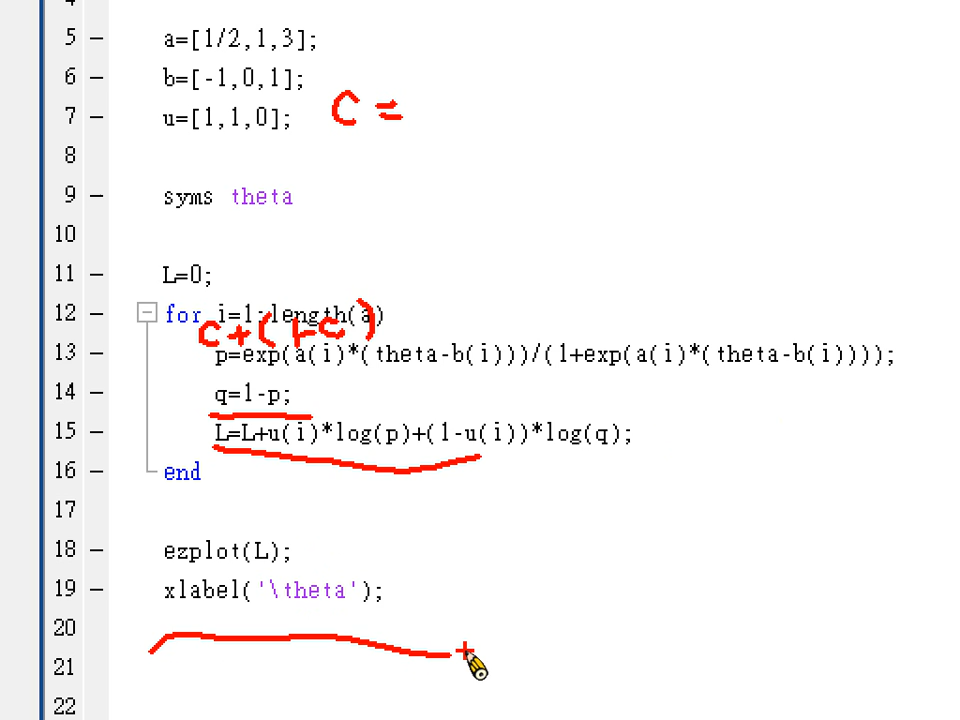 4
5 – a=[1/2,1,3];
6 – b=[-1,0,1];
7 – u=[1,1,0]; C =
8
9 – syms theta
10
11 – L=0;
12 – for i=1:length(a)
C+(1-C)
13 – p=exp(a(i)*(theta-b(i)))/(1+exp(a(i)*(theta-b(i))));
14 – q=1-p;
15 – L=L+u(i)*log(p)+(1-u(i))*log(q);
16 – end
17
18 – ezplot(L);
19 – xlabel('\theta');
20
21
22